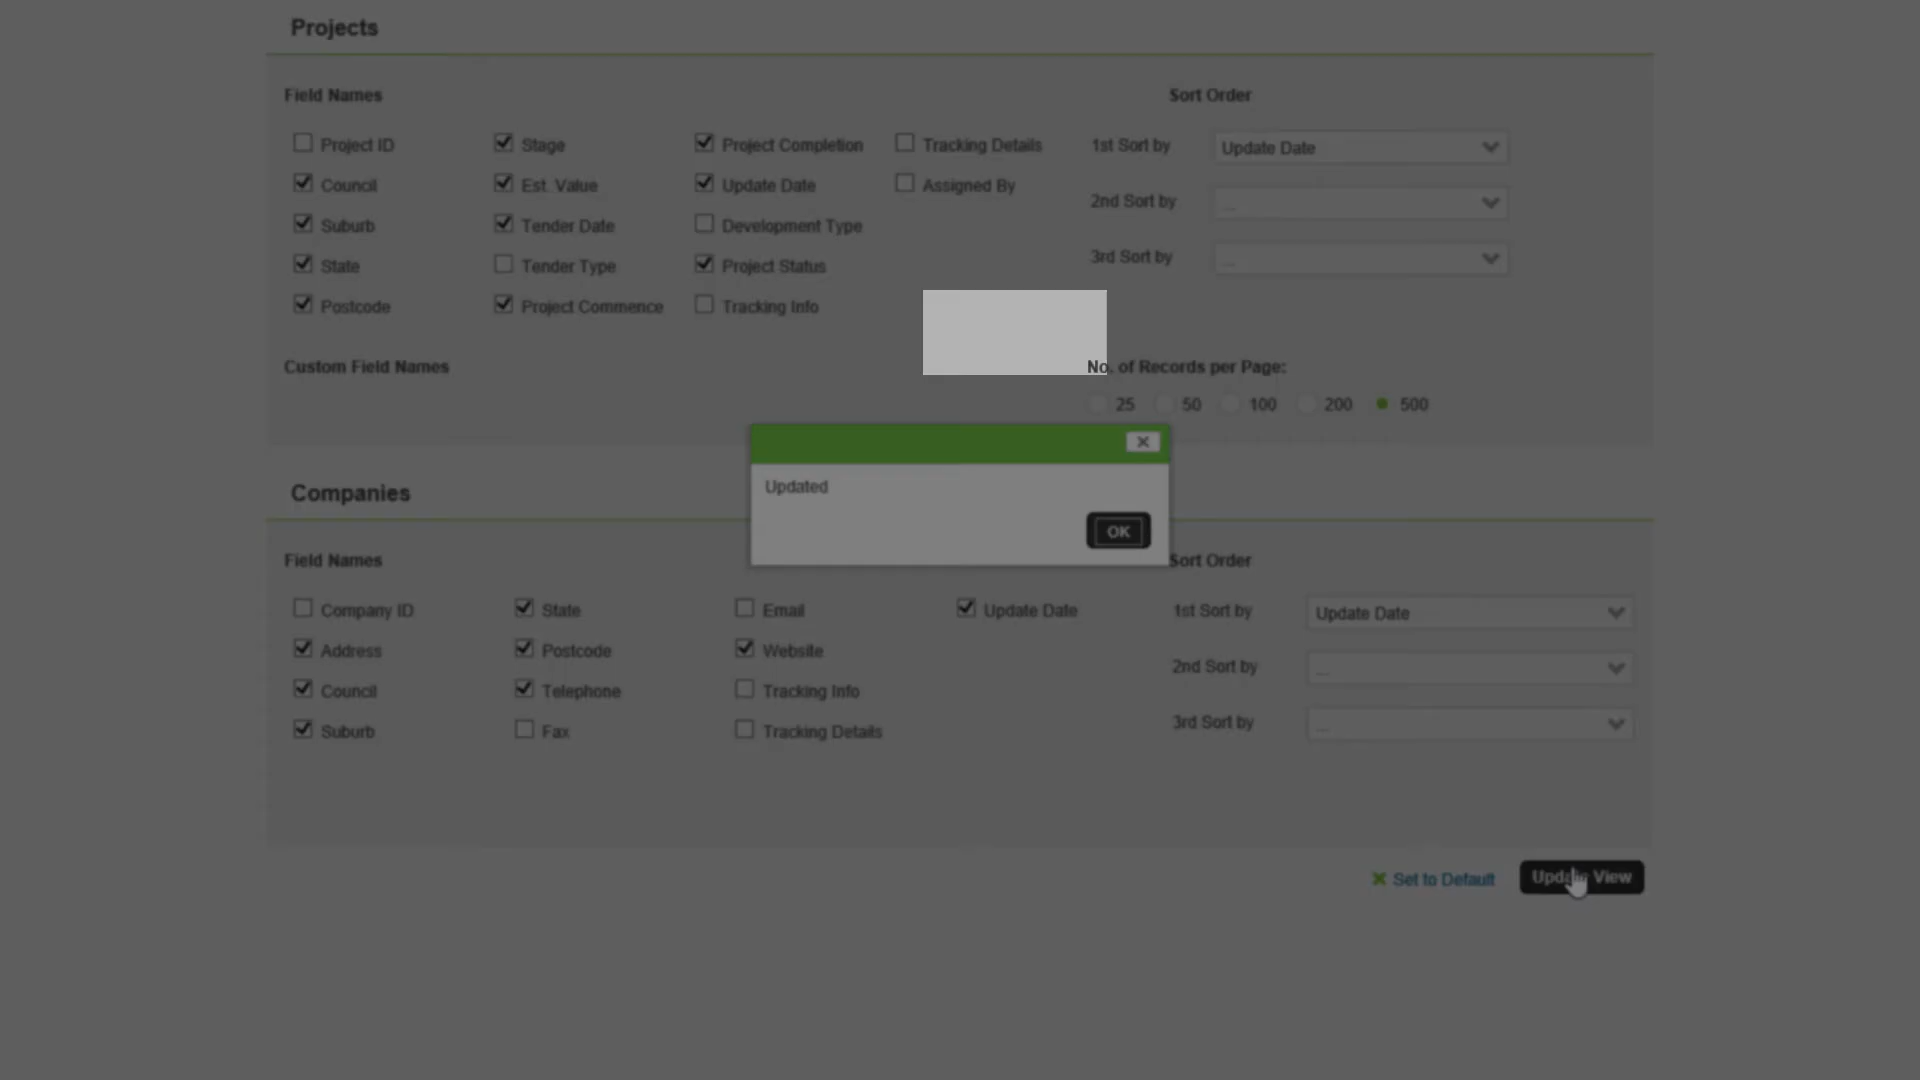 Projects
Field Names
Sort Order
Project ID
Stage
Project Completion
Tracking Details
1st Sort by
Update Date
Council
Est. Value
Update Date
Assigned By
2nd Sort by
...
Suburb
Tender Date
Development Type
State
Tender Type
Project Status
3rd Sort by
...
Postcode
Project Commence
Tracking Info
Custom Field Names
No. of Records per Page:
25
50
100
200
500
Updated
OK
Companies
Field Names
Sort Order
Company ID
State
Email
Update Date
1st Sort by
Update Date
Address
Postcode
Website
2nd Sort by
...
Council
Telephone
Tracking Info
Suburb
Fax
Tracking Details
3rd Sort by
...
Set to Default
Update View